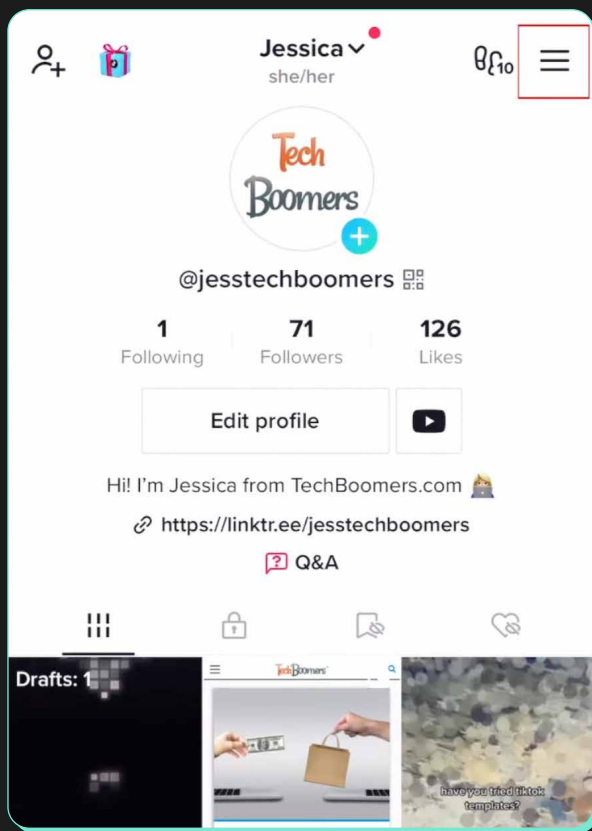 Jessica
10
she/her
Tech
Boomers
@jesstechboomers
1
71
126
Following
Followers
Likes
Edit profile
Hi! I'm Jessica from TechBoomers.com
https://linktr.ee/jesstechboomers
Q&A
Drafts: 1
TechBoomers
have you tried tiktok
templates?